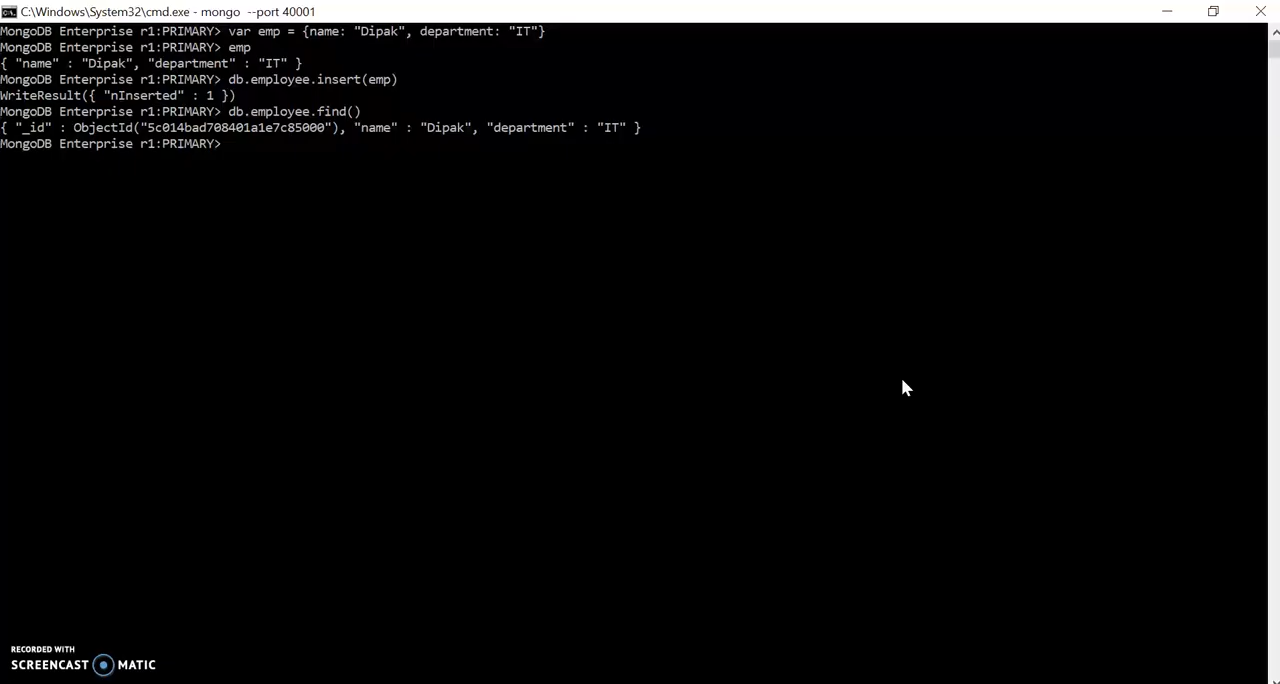 C:\Windows\System32\cmd.exe - mongo  --port 40001
MongoDB Enterprise r1:PRIMARY> var emp = {name: "Dipak", department: "IT"}
MongoDB Enterprise r1:PRIMARY> emp
{ "name" : "Dipak", "department" : "IT" }
MongoDB Enterprise r1:PRIMARY> db.employee.insert(emp)
WriteResult({ "nInserted" : 1 })
MongoDB Enterprise r1:PRIMARY> db.employee.find()
{ "_id" : ObjectId("5c014bad708401a1e7c85000"), "name" : "Dipak", "department" : "IT" }
MongoDB Enterprise r1:PRIMARY>
RECORDED WITH
SCREENCAST MATIC